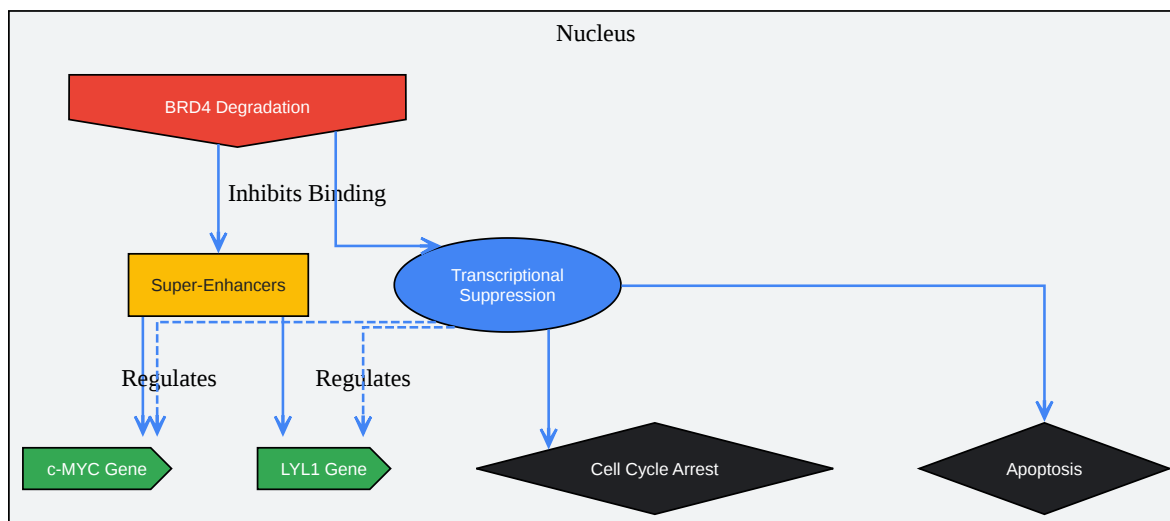 Nucleus
BRD4 Degradation
Inhibits Binding
Super-Enhancers
Transcriptional
Suppression
Regulates
Regulates
c-MYC Gene
LYL1 Gene
Cell Cycle Arrest
Apoptosis